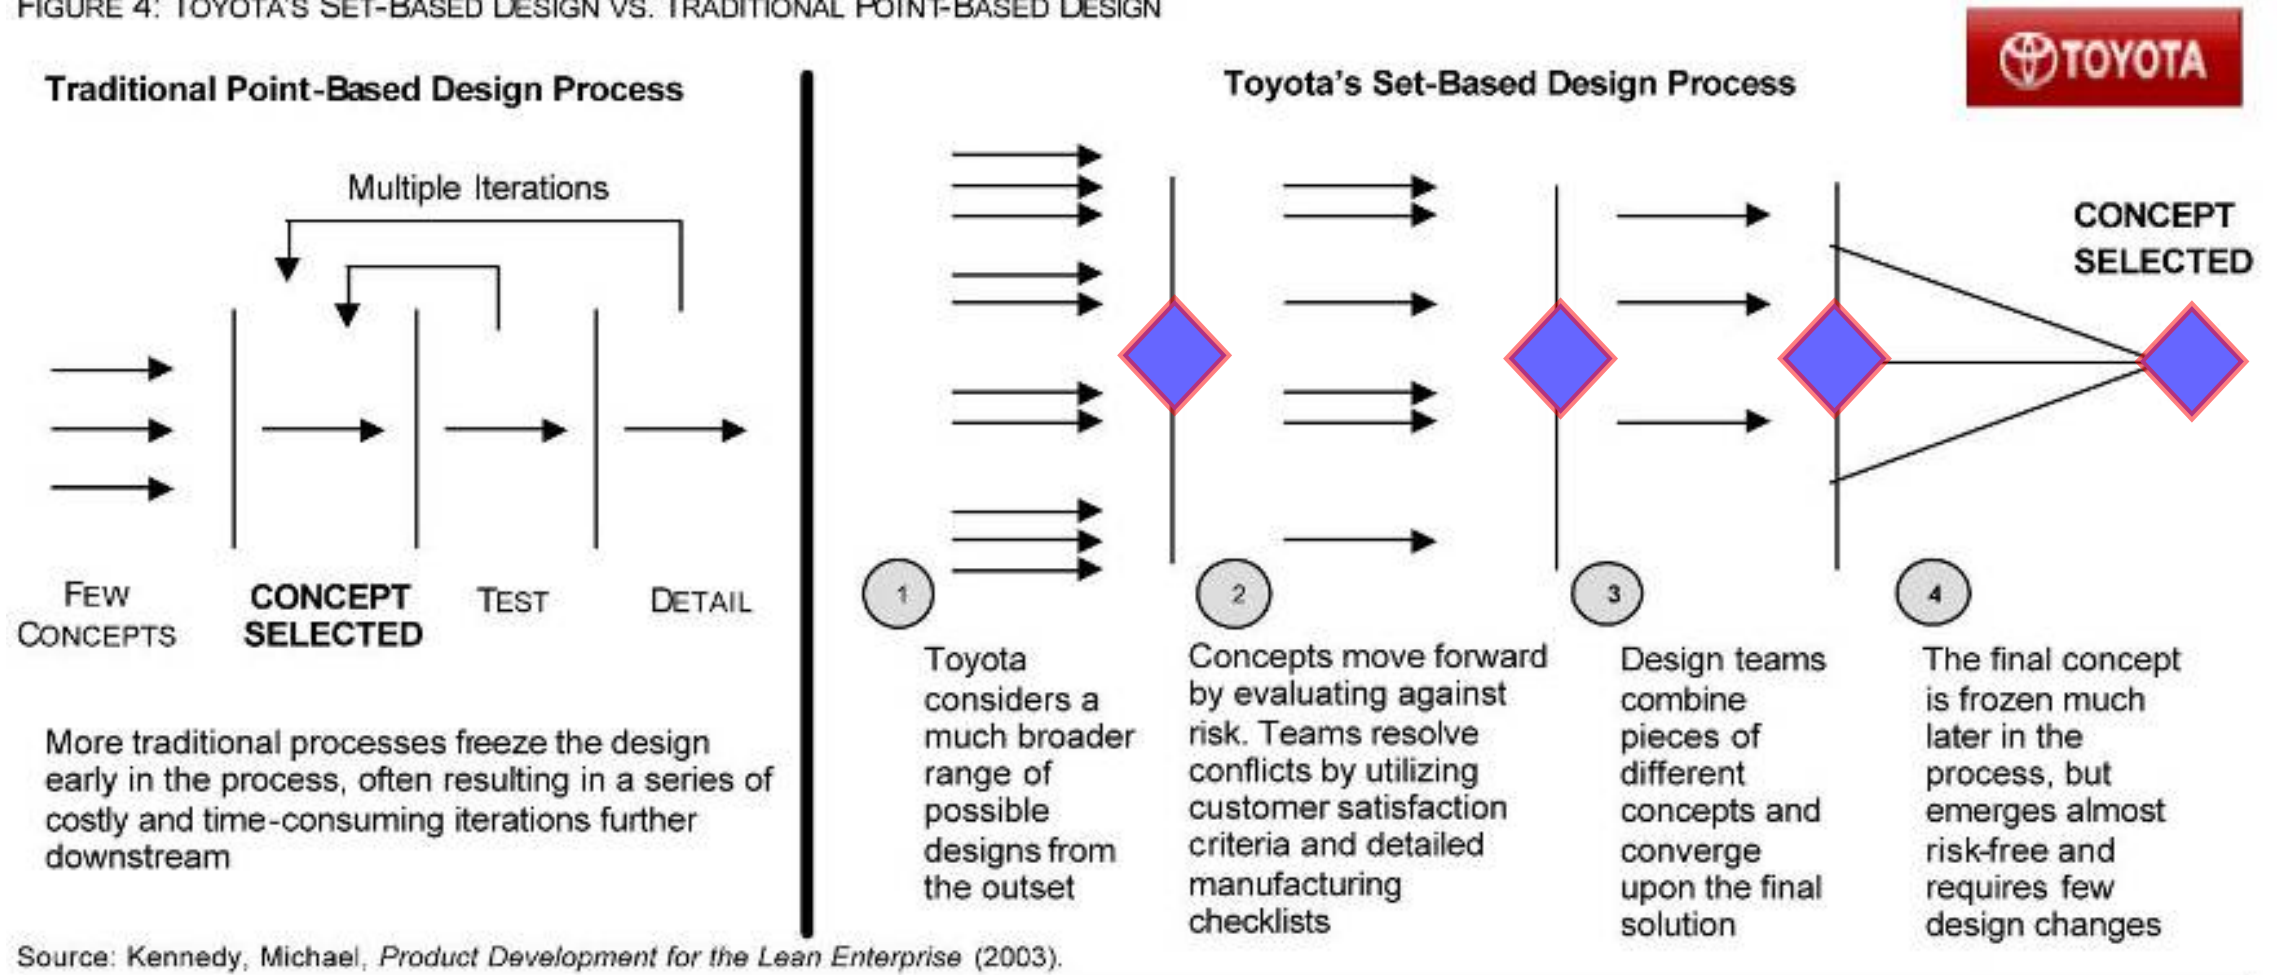 FIGURE 4: TOYOTA'S SET-BASED DESIGN VS. TRADITIONAL POINT-BASED DESIGN
Traditional Point-Based Design Process
Multiple Iterations
FEW
CONCEPTS
CONCEPT
SELECTED
TEST
DETAIL
More traditional processes freeze the design
early in the process, often resulting in a series of
costly and time-consuming iterations further
downstream
Toyota's Set-Based Design Process
TOYOTA
CONCEPT
SELECTED
1
Toyota
considers a
much broader
range of
possible
designs from
the outset
2
Concepts move forward
by evaluating against
risk. Teams resolve
conflicts by utilizing
customer satisfaction
criteria and detailed
manufacturing
checklists
3
Design teams
combine
pieces of
different
concepts and
converge
upon the final
solution
4
The final concept
is frozen much
later in the
process, but
emerges almost
risk-free and
requires few
design changes
Source: Kennedy, Michael, Product Development for the Lean Enterprise (2003).